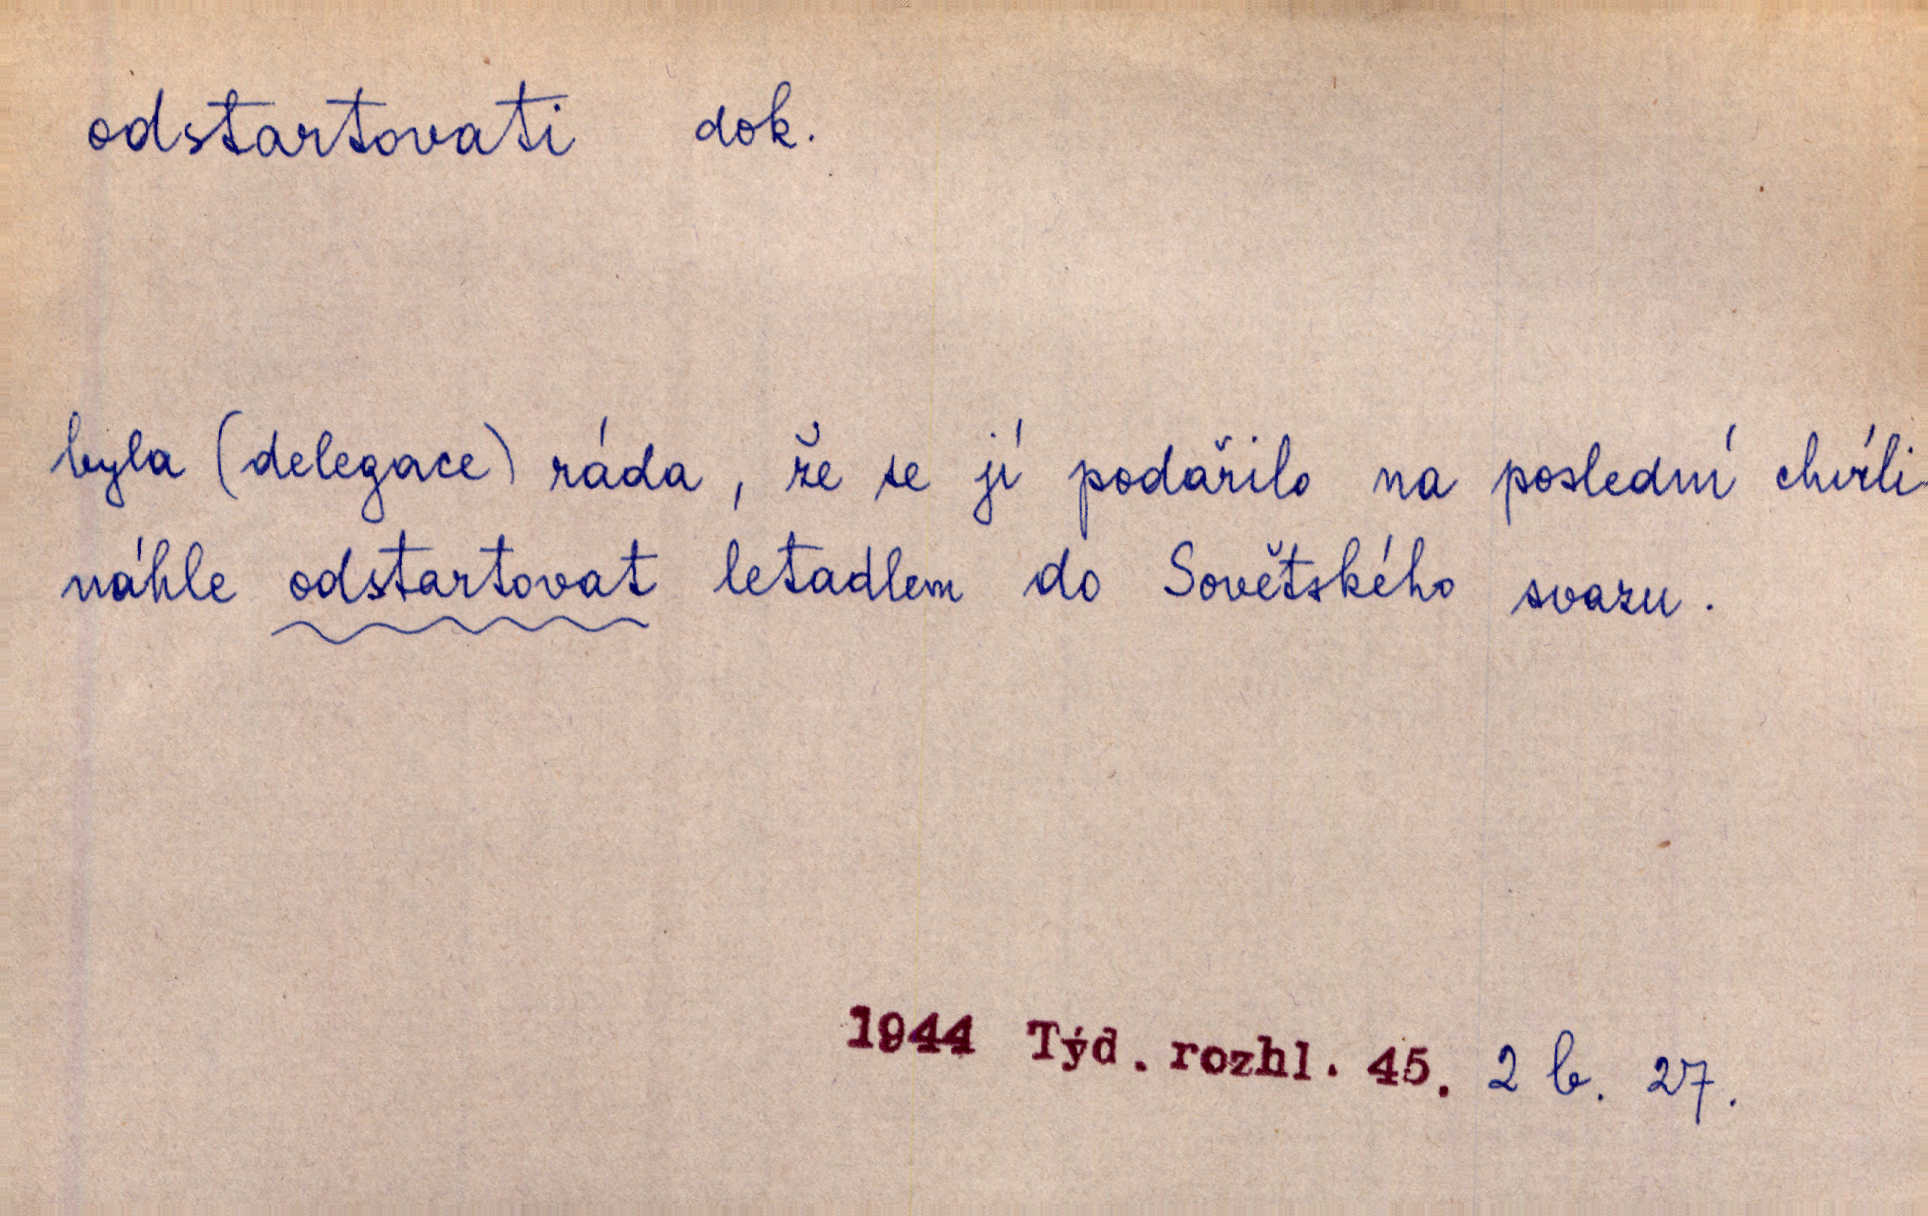 odstartovati dok.
byla (delegace) ráda, že se jí podařilo na poslední chvíli
náhle odstartovat letadlem do Sovětského svazu.
1944 Týd. rozhl. 45. 2 b. 27.